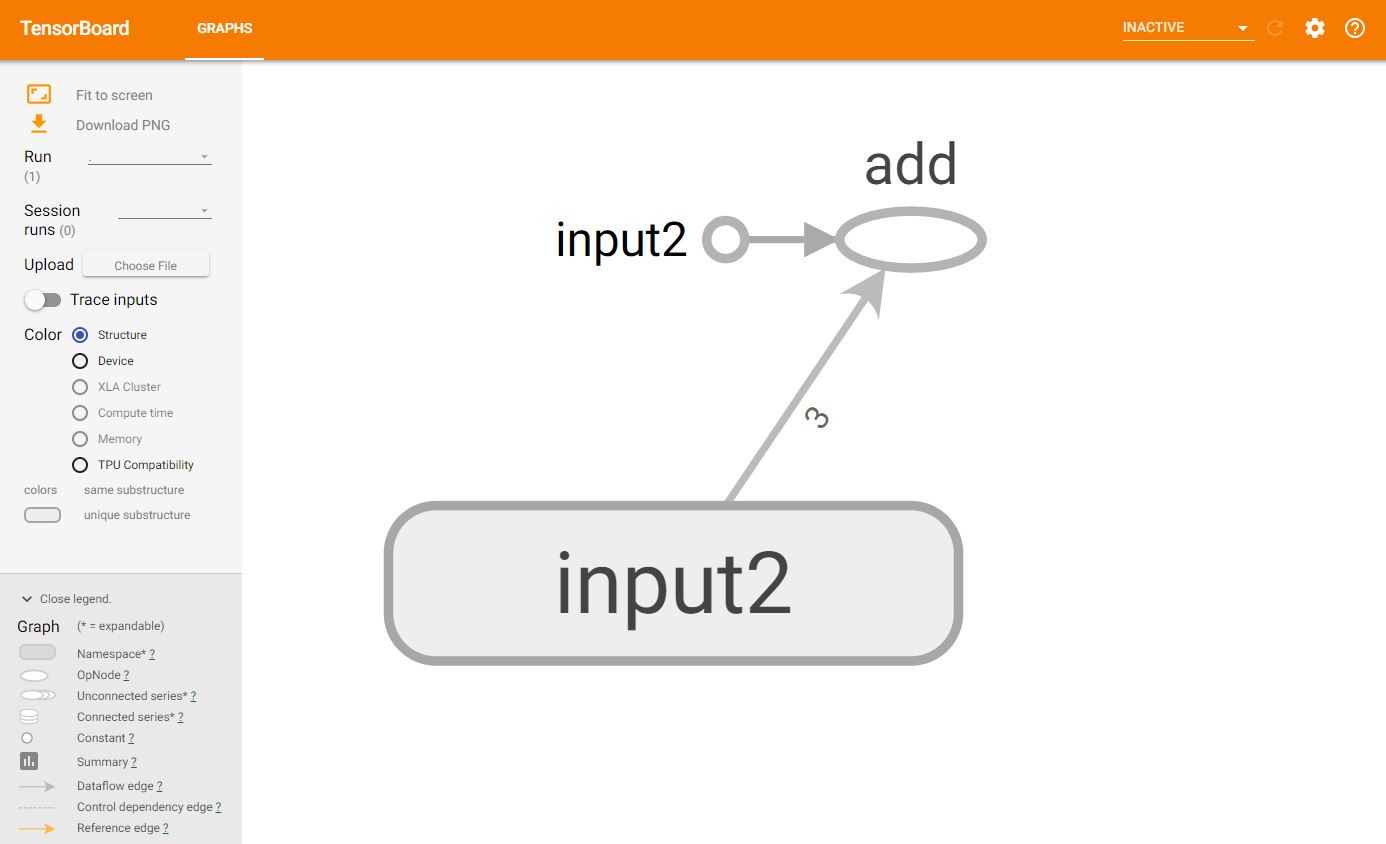 TensorBoard
GRAPHS
INACTIVE
Fit to screen
Download PNG
Run
(1)
.
Session
runs (0)
Upload
Choose File
Trace inputs
Color
Structure
Device
XLA Cluster
Compute time
Memory
TPU Compatibility
colors same substructure
unique substructure
Close legend.
Graph (* = expandable)
Namespace* ?
OpNode ?
Unconnected series* ?
Connected series* ?
Constant ?
Summary ?
Dataflow edge ?
Control dependency edge ?
Reference edge ?
add
input2
3
input2